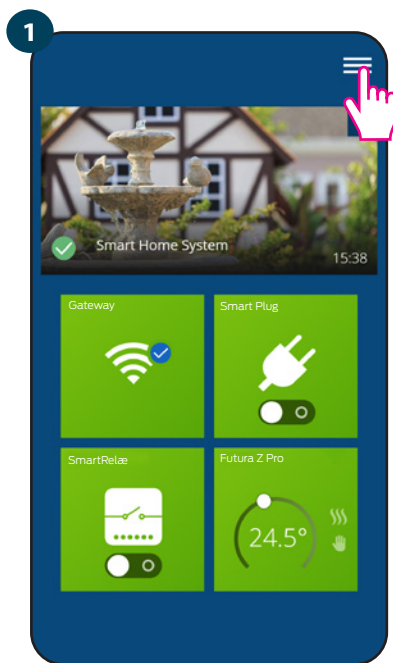 1
Smart Home System
15:38
Gateway
Smart Plug
SmartRelæ
Futura Z Pro
24.5°